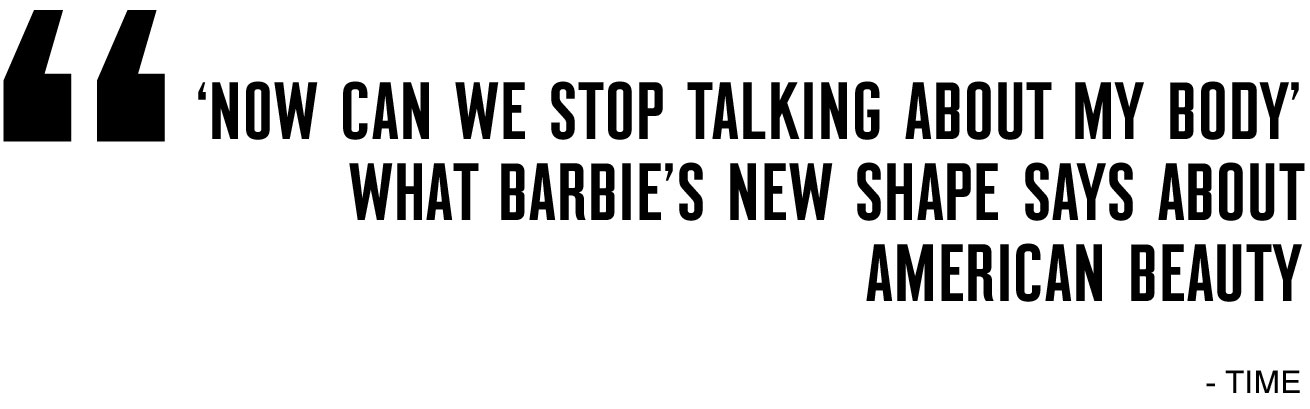 “
‘NOW CAN WE STOP TALKING ABOUT MY BODY’
WHAT BARBIE’S NEW SHAPE SAYS ABOUT
AMERICAN BEAUTY
- TIME